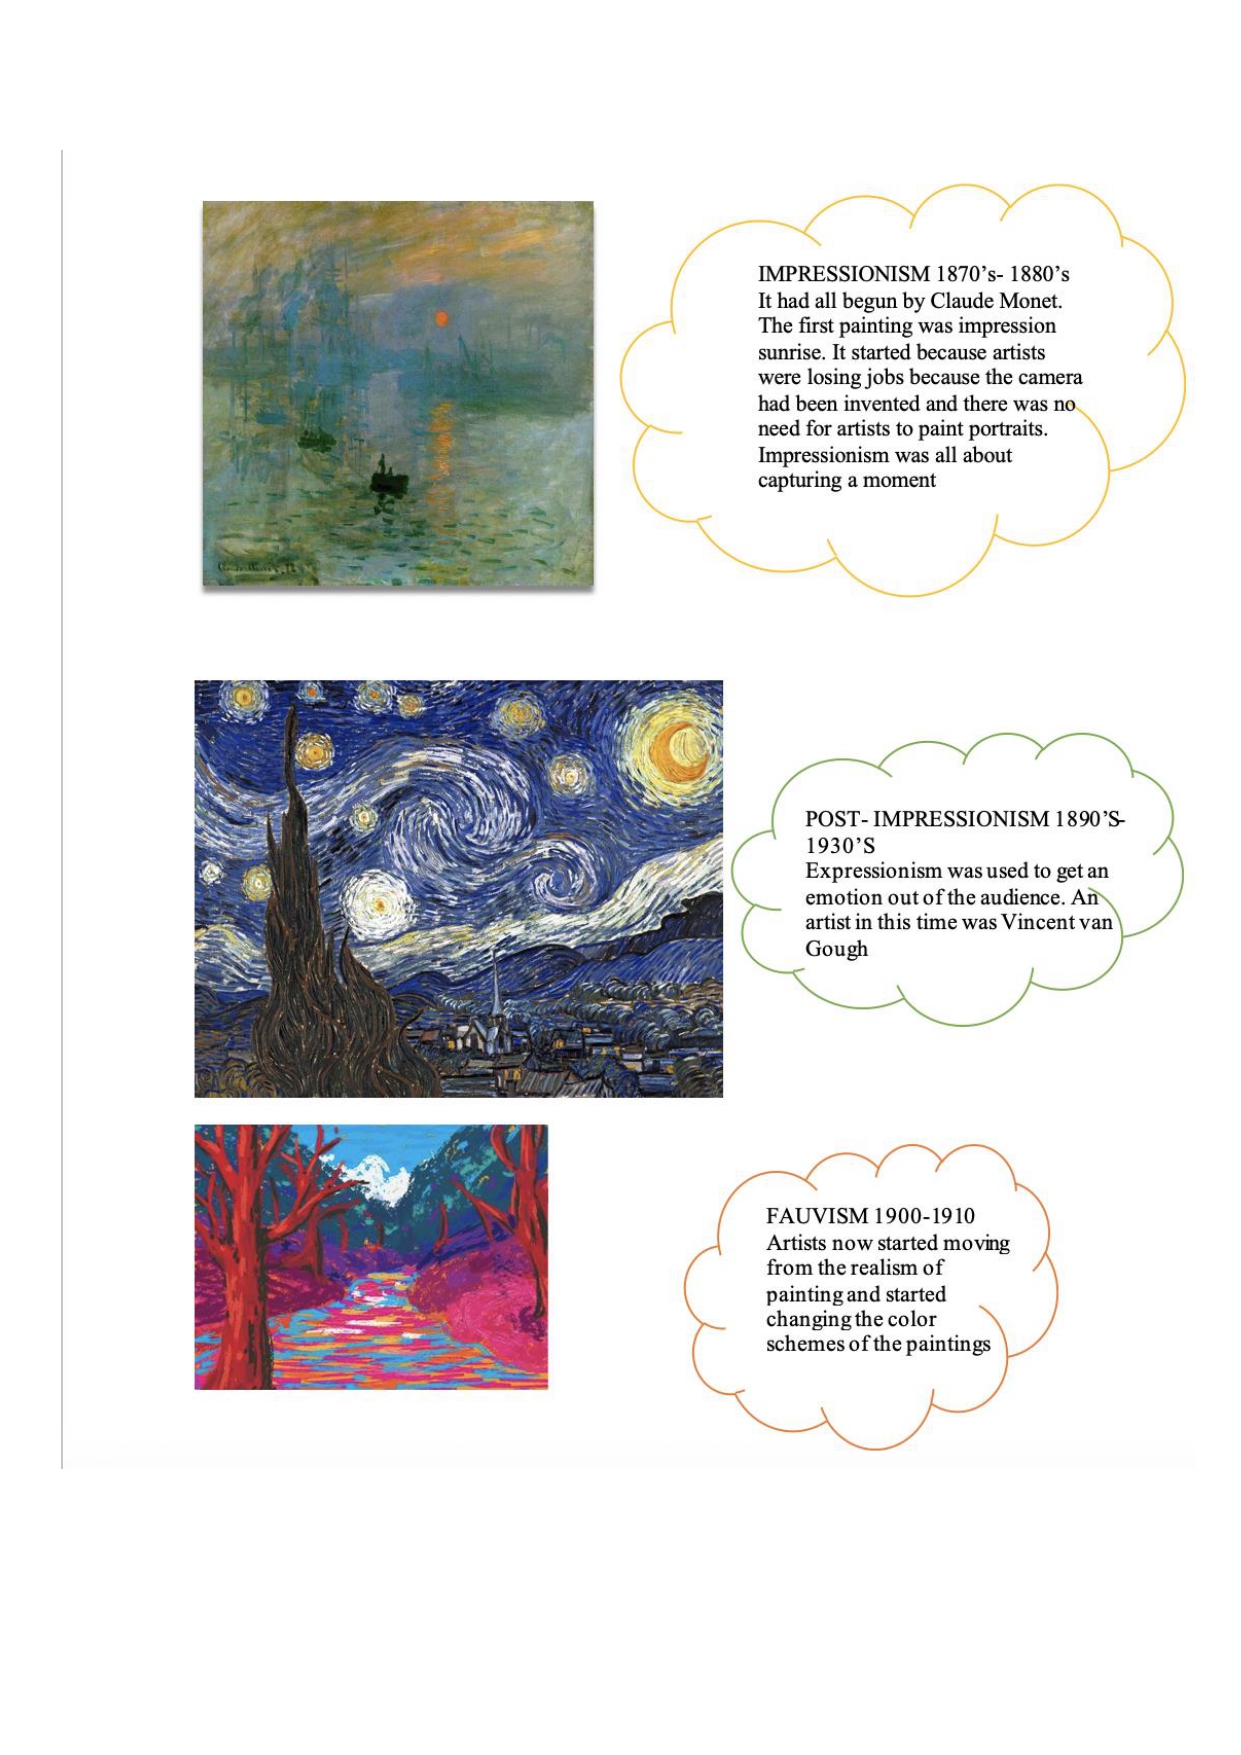 IMPRESSIONISM 1870’s- 1880’s
It had all begun by Claude Monet.
The first painting was impression
sunrise. It started because artists
were losing jobs because the camera
had been invented and there was no
need for artists to paint portraits.
Impressionism was all about
capturing a moment
POST- IMPRESSIONISM 1890’S-
1930’S
Expressionism was used to get an
emotion out of the audience. An
artist in this time was Vincent van
Gough
FAUVISM 1900-1910
Artists now started moving
from the realism of
painting and started
changing the color
schemes of the paintings